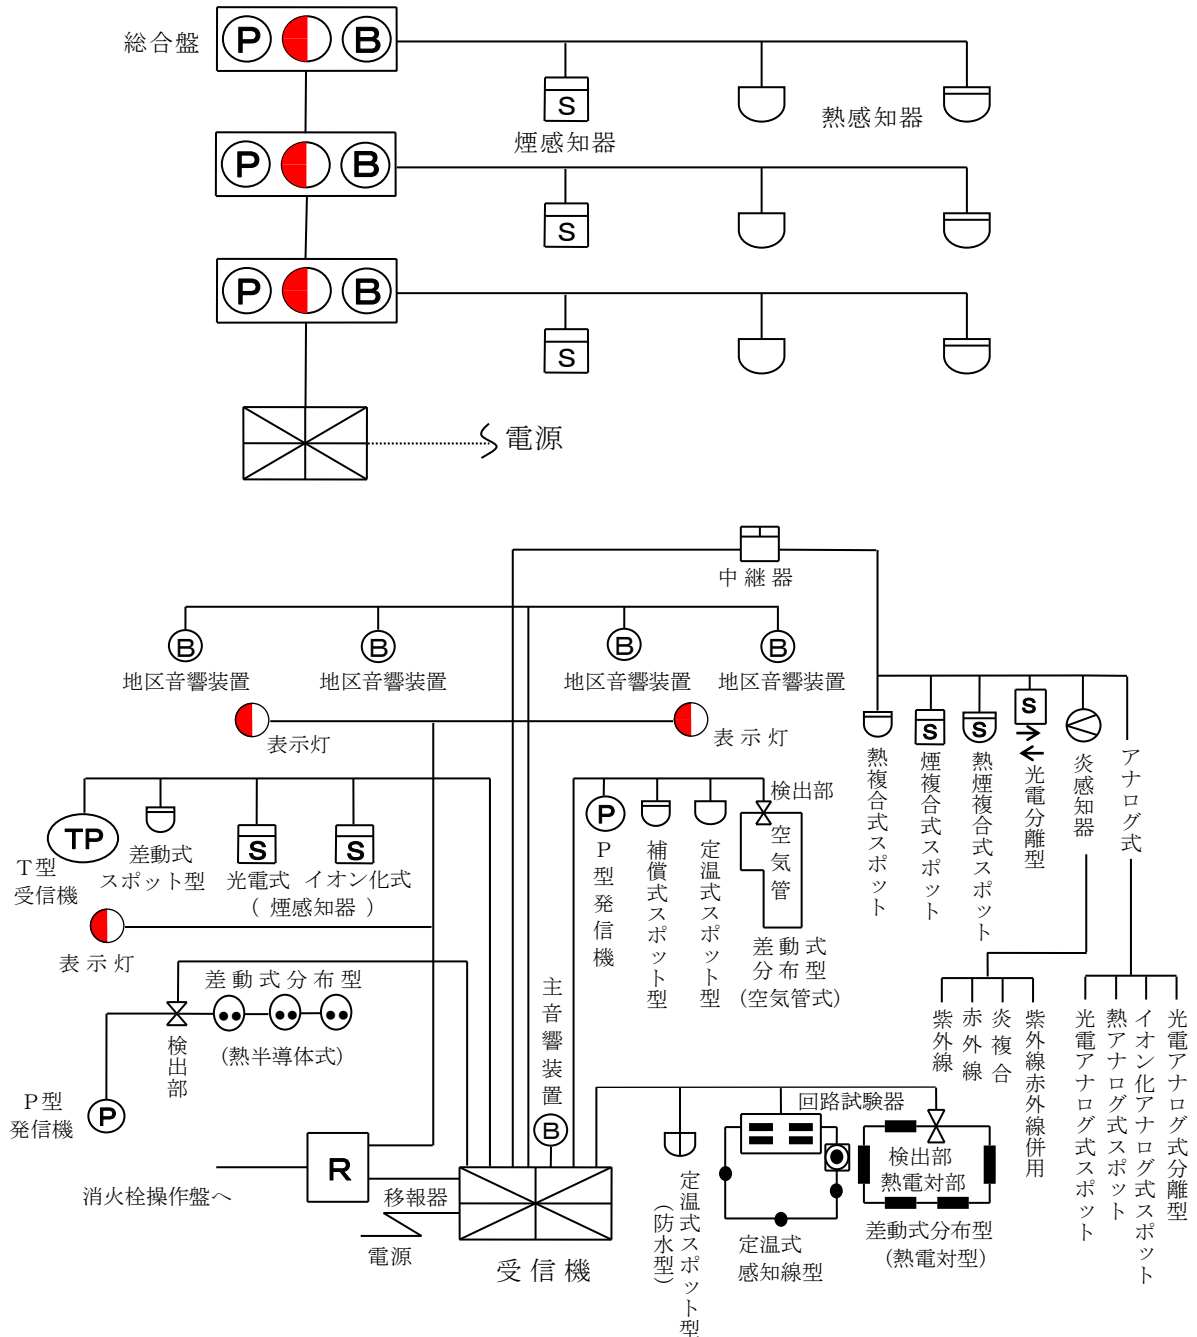 総合盤
P B
S
煙感知器
熱感知器
P B
S
P B
S
電源
中継器
B
B
B
B
地区音響装置
地区音響装置
地区音響装置
地区音響装置
表示灯
表示灯
S
S
S
熱複合式スポット
煙複合式スポット
熱煙複合式スポット
光電分離型
炎感知器
アナログ式
TP
T型
受信機
差動式
スポット型
S
光電式
S
イオン化式
(煙感知器)
P
P型発信機
補償式スポット型
定温式スポット型
検出部
空気管
差動式
分布型
(空気管式)
表示灯
差動式分布型
(熱半導体式)
検出部
P型
発信機
P
主音響装置
B
紫外線
赤外線
炎複合
紫外線赤外線併用
光電アナログ式スポット
熱アナログ式スポット
イオン化アナログ式スポット
光電アナログ式分離型
R
消火栓操作盤へ
移報器
電源
受信機
定温式スポット型
(防水型)
回路試験器
定温式
感知線型
検出部
熱電対部
差動式分布型
(熱電対型)